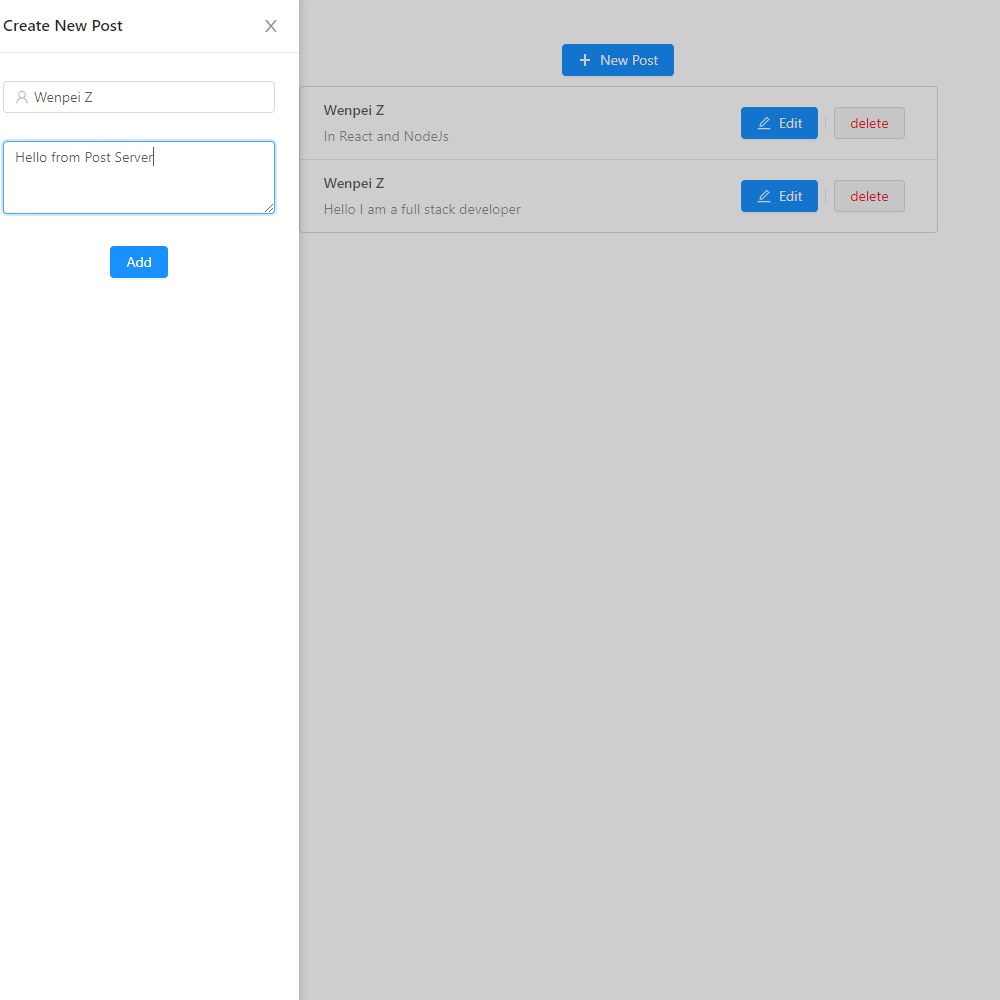 Create New Post
Wenpei Z
Hello from Post Server
Add
New Post
Wenpei Z
In React and NodeJs
Edit
delete
Wenpei Z
Hello I am a full stack developer
Edit
delete